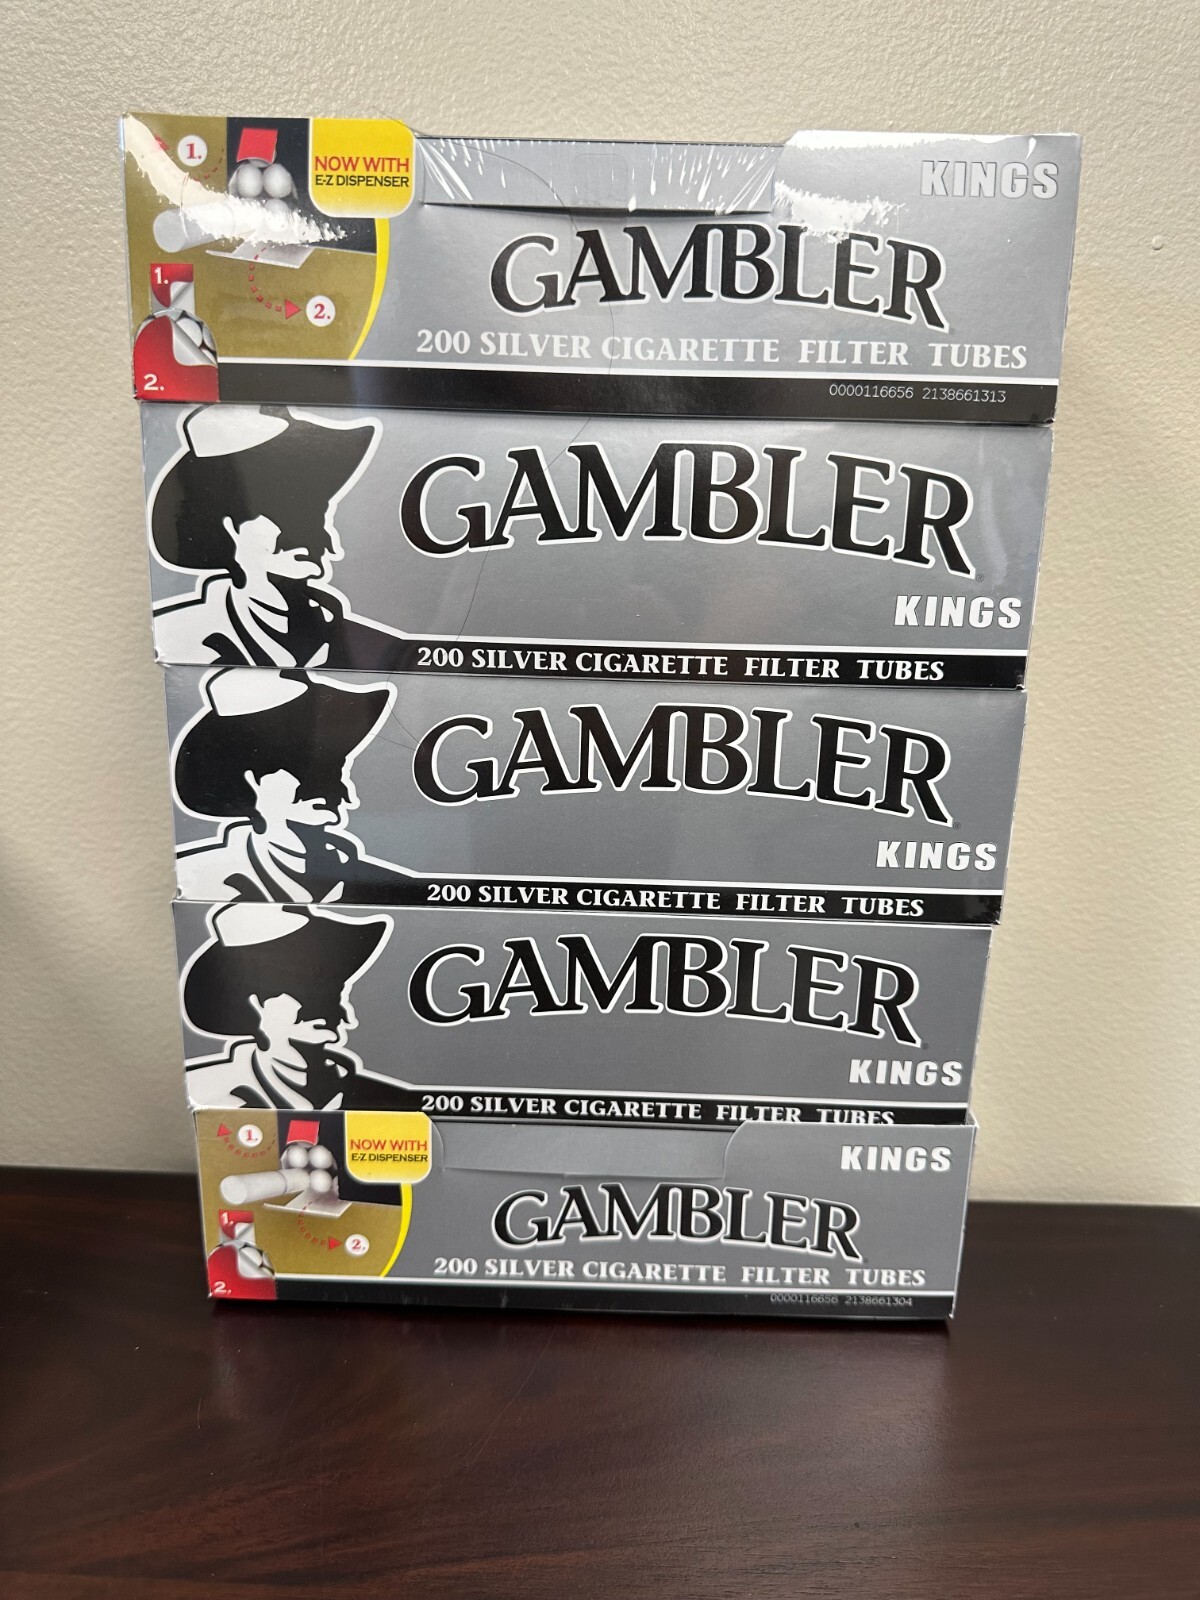 1.
NOW WITH
E-Z DISPENSER
KINGS
GAMBLER
1.
2.
200 SILVER CIGARETTE FILTER TUBES
2.
0000116656 2138661313
GAMBLER
KINGS
200 SILVER CIGARETTE FILTER TUBES
GAMBLER
KINGS
200 SILVER CIGARETTE FILTER TUBES
GAMBLER
KINGS
200 SILVER CIGARETTE FILTER TUBES
1.
NOW WITH
E-Z DISPENSER
KINGS
GAMBLER
1.
2.
200 SILVER CIGARETTE FILTER TUBES
2.
0000116656 2138661304